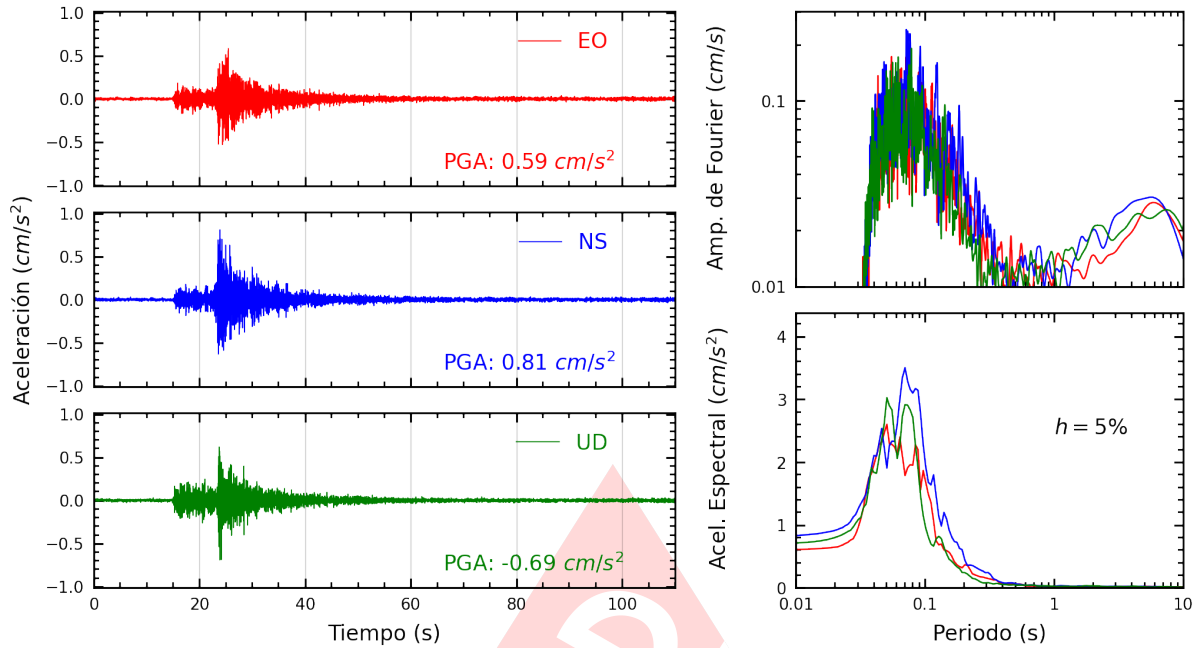 Aceleración (cm/s²)
1.0
0.5
0.0
−0.5
−1.0
EO
PGA: 0.59 cm/s²
1.0
0.5
0.0
−0.5
−1.0
NS
PGA: 0.81 cm/s²
1.0
0.5
0.0
−0.5
−1.0
UD
PGA: -0.69 cm/s²
0 20 40 60 80 100
Tiempo (s)
Amp. de Fourier (cm/s)
0.1
0.01
Acel. Espectral (cm/s²)
4
3
2
1
0
h = 5%
0.01 0.1 1 10
Periodo (s)